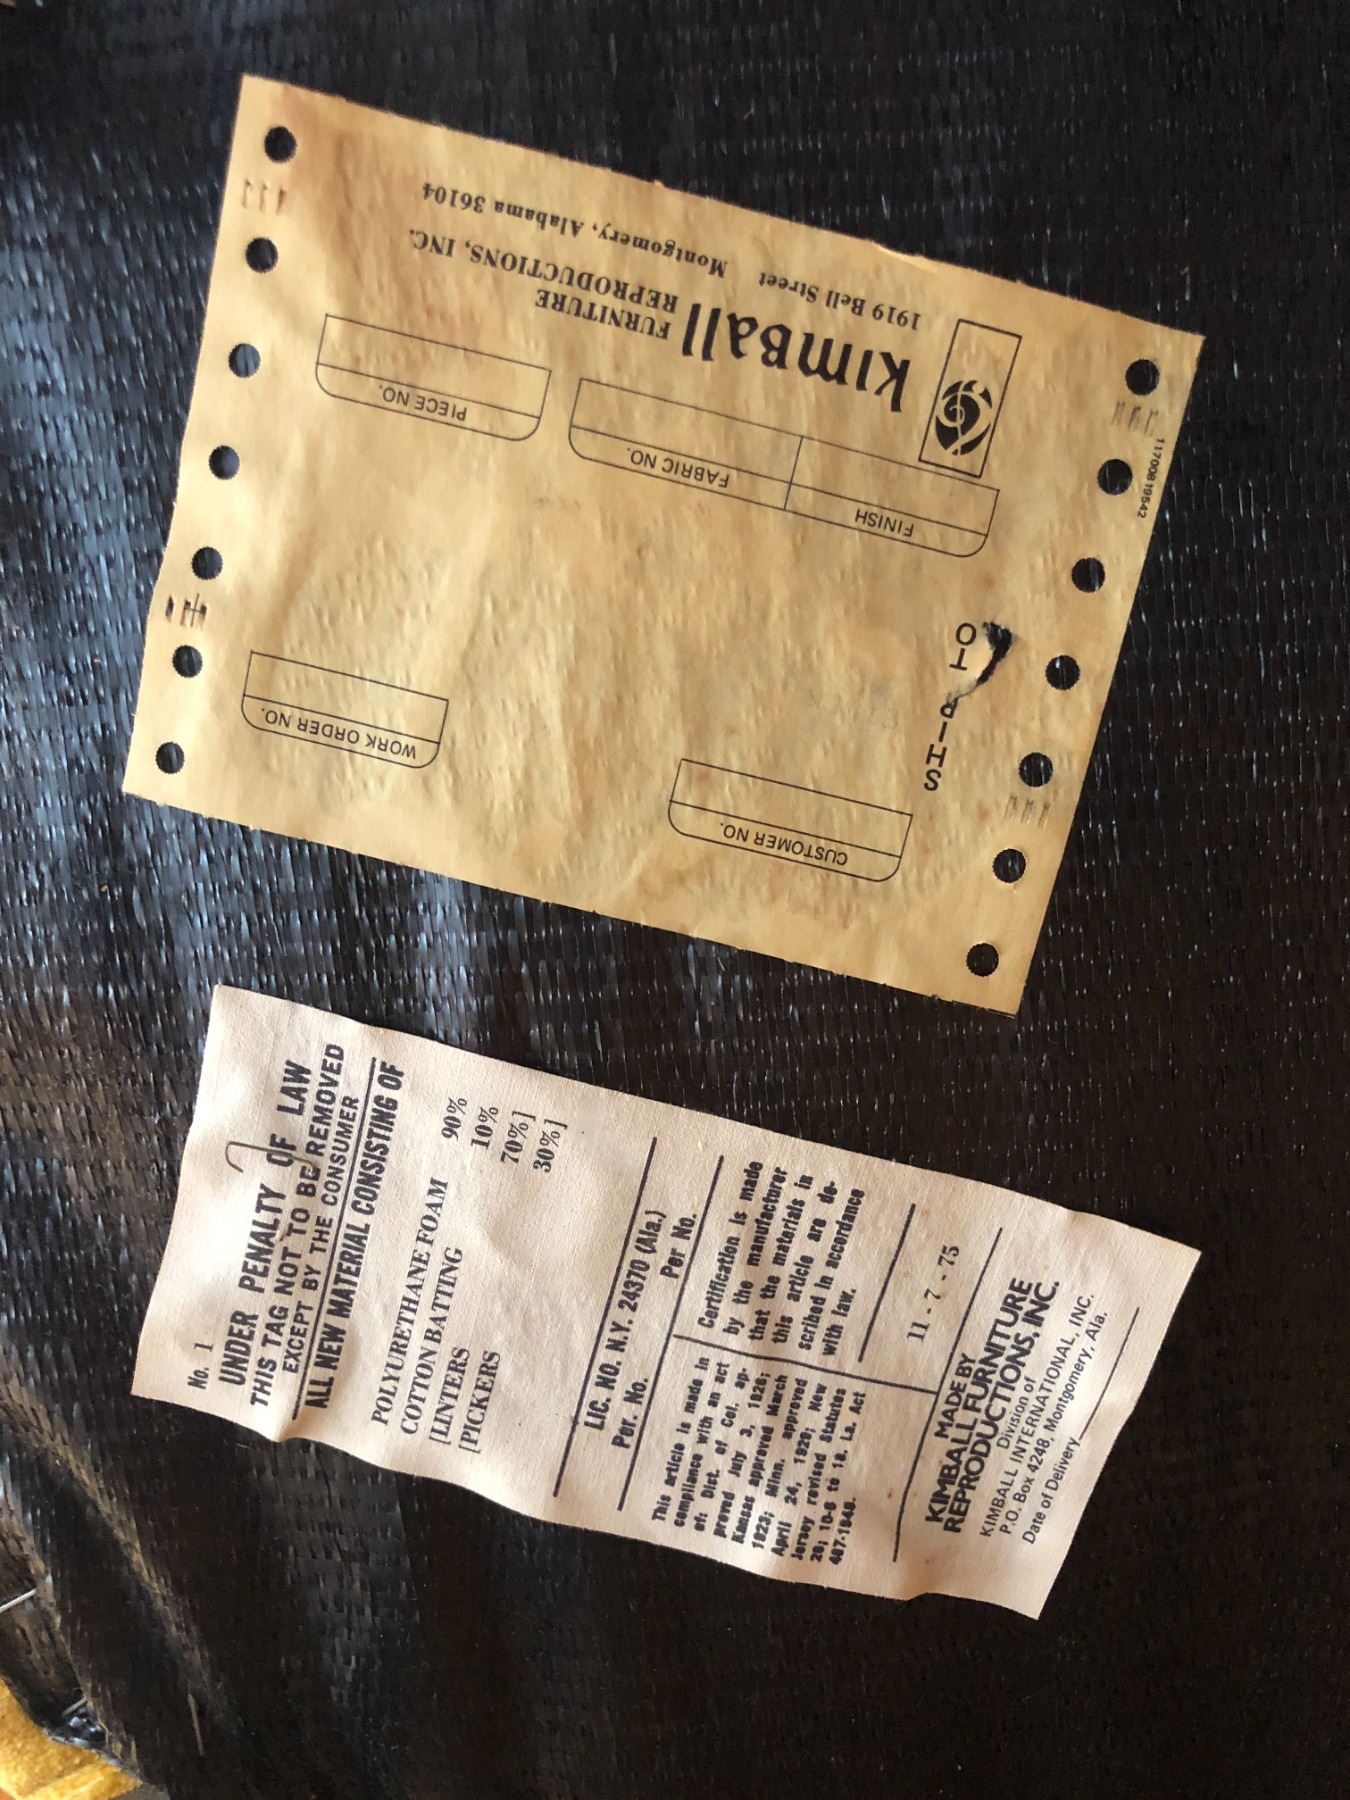 Kimball FURNITURE
REPRODUCTIONS, INC.
1919 Bell Street Montgomery, Alabama 36104
PIECE NO.
FABRIC NO.
FINISH
WORK ORDER NO.
CUSTOMER NO.
SHIP TO
11700819542
No. 1
UNDER PENALTY OF LAW
THIS TAG NOT TO BE REMOVED
EXCEPT BY THE CONSUMER
ALL NEW MATERIAL CONSISTING OF
POLYURETHANE FOAM 90%
COTTON BATTING 10%
[LINTERS 70%]
[PICKERS 30%]
LIC. NO. N.Y. 24370 (Ala.)
Per. No. Per No.
This article is made in
compliance with an act
of: Dist. of Col. ap-
proved July 3, 1926;
Kansas approved March
1923; Minn. approved
April 24, 1929; New
Jersey revised Statutes
26; 10-6 to 18. La. Act
467-1948.
Certification is made
by the manufacturer
that the materials in
this article are de-
scribed in accordance
with law.
11 - 7 - 75
MADE BY
KIMBALL FURNITURE
REPRODUCTIONS, INC.
Division of
KIMBALL INTERNATIONAL, INC.
P.O. Box 4248, Montgomery, Ala.
Date of Delivery